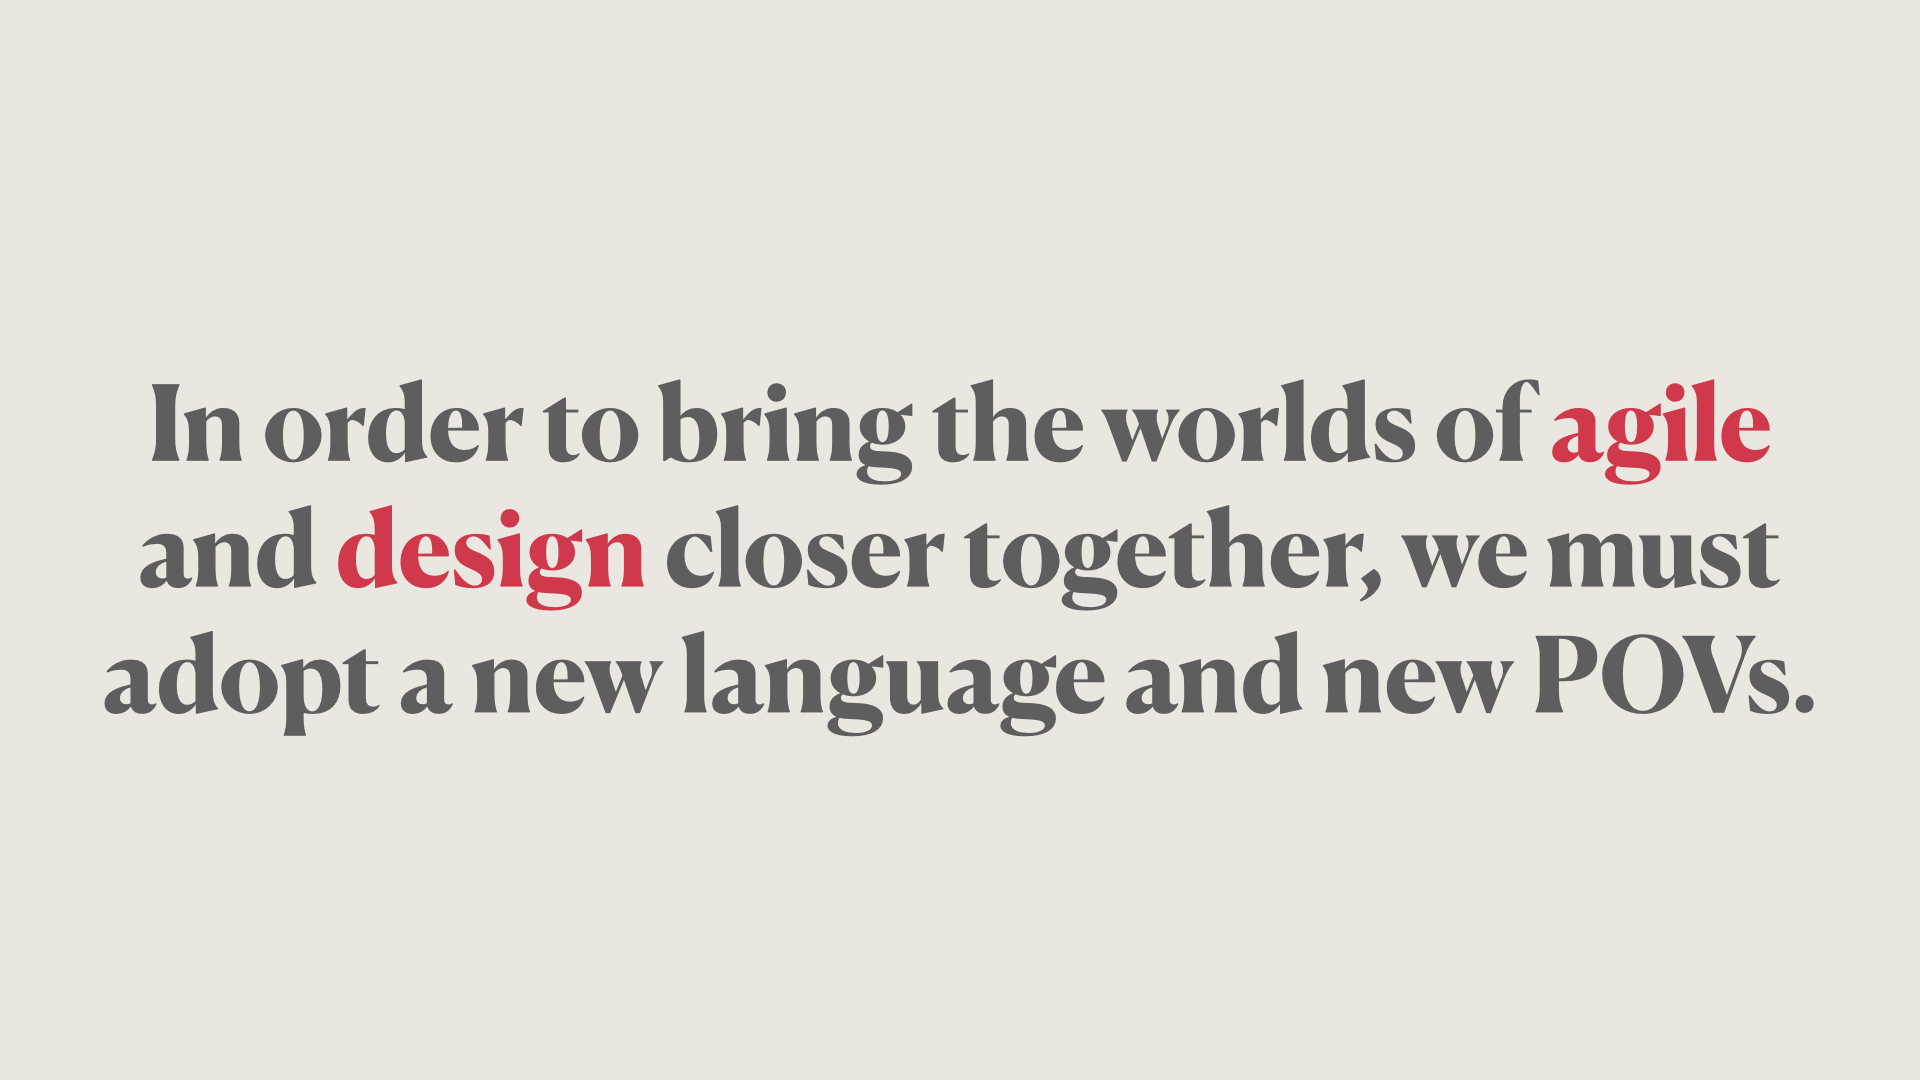 In order to bring the worlds of agile
and design closer together, we must
adopt a new language and new POVs.